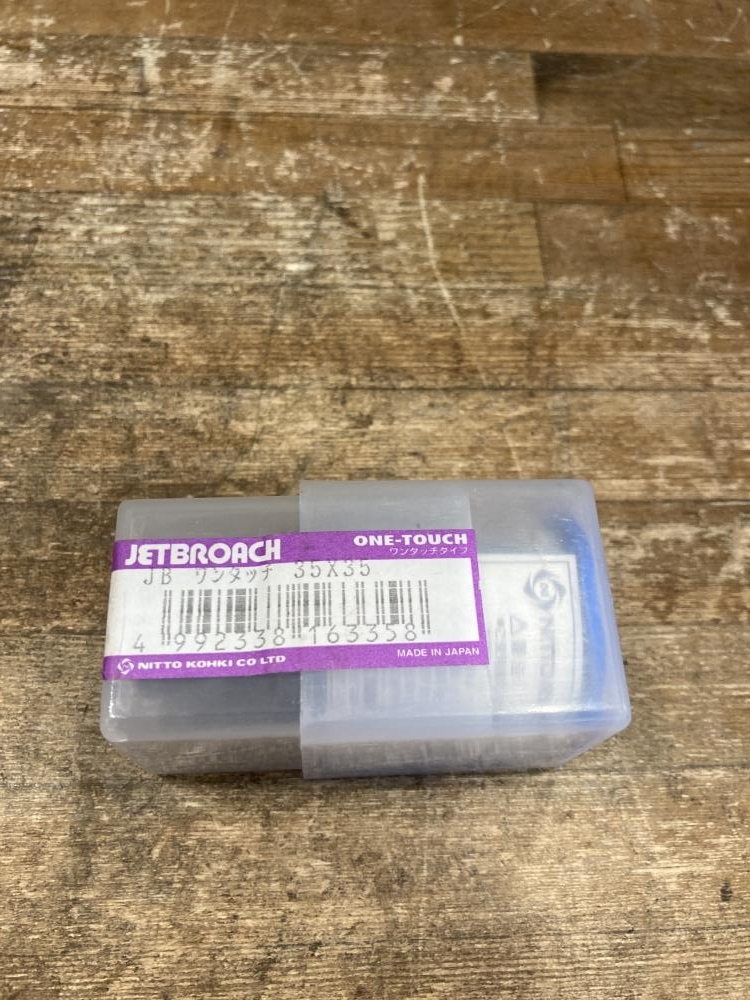 JETBROACH
ONE-TOUCH
ワンタッチタイプ
JB ワンタッチ 35X35
4 992338 163358
NITTO KOHKI CO LTD
MADE IN JAPAN
NITTO